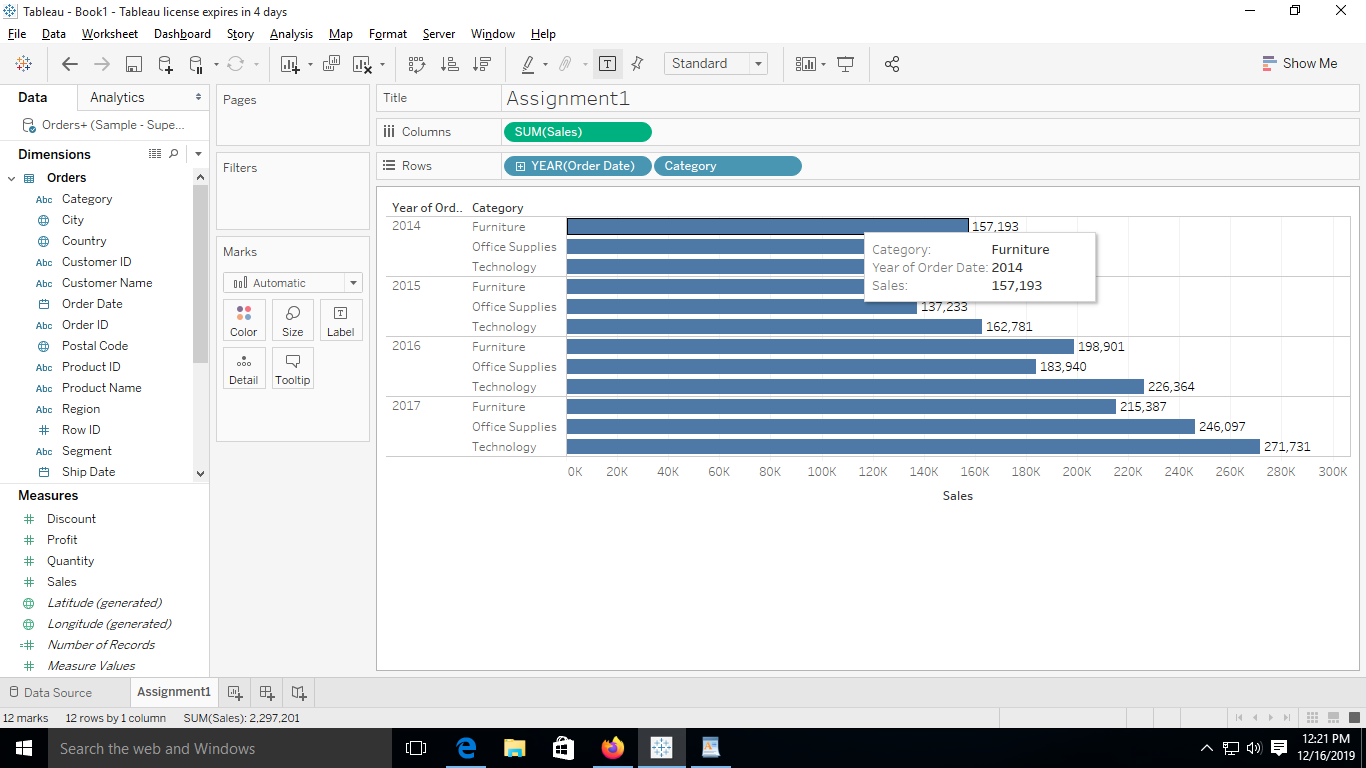 Tableau - Book1 - Tableau license expires in 4 days
File Data Worksheet Dashboard Story Analysis Map Format Server Window Help
Standard
Show Me
Data Analytics
Orders+ (Sample - Supe...
Dimensions
Orders
Abc Category
City
Country
Abc Customer ID
Abc Customer Name
Order Date
Abc Order ID
Postal Code
Abc Product ID
Abc Product Name
Abc Region
Row ID
Abc Segment
Ship Date
Measures
Discount
Profit
Quantity
Sales
Latitude (generated)
Longitude (generated)
Number of Records
Measure Values
Pages
Filters
Marks
Automatic
Color Size Label
Detail Tooltip
Title Assignment1
Columns SUM(Sales)
Rows YEAR(Order Date) Category
Year of Ord.. Category
2014 Furniture 157,193
Office Supplies
Technology
2015 Furniture
Office Supplies 137,233
Technology 162,781
2016 Furniture 198,901
Office Supplies 183,940
Technology 226,364
2017 Furniture 215,387
Office Supplies 246,097
Technology 271,731
0K 20K 40K 60K 80K 100K 120K 140K 160K 180K 200K 220K 240K 260K 280K 300K
Sales
Category: Furniture
Year of Order Date: 2014
Sales: 157,193
Data Source Assignment1
12 marks 12 rows by 1 column SUM(Sales): 2,297,201
Search the web and Windows
12:21 PM
12/16/2019